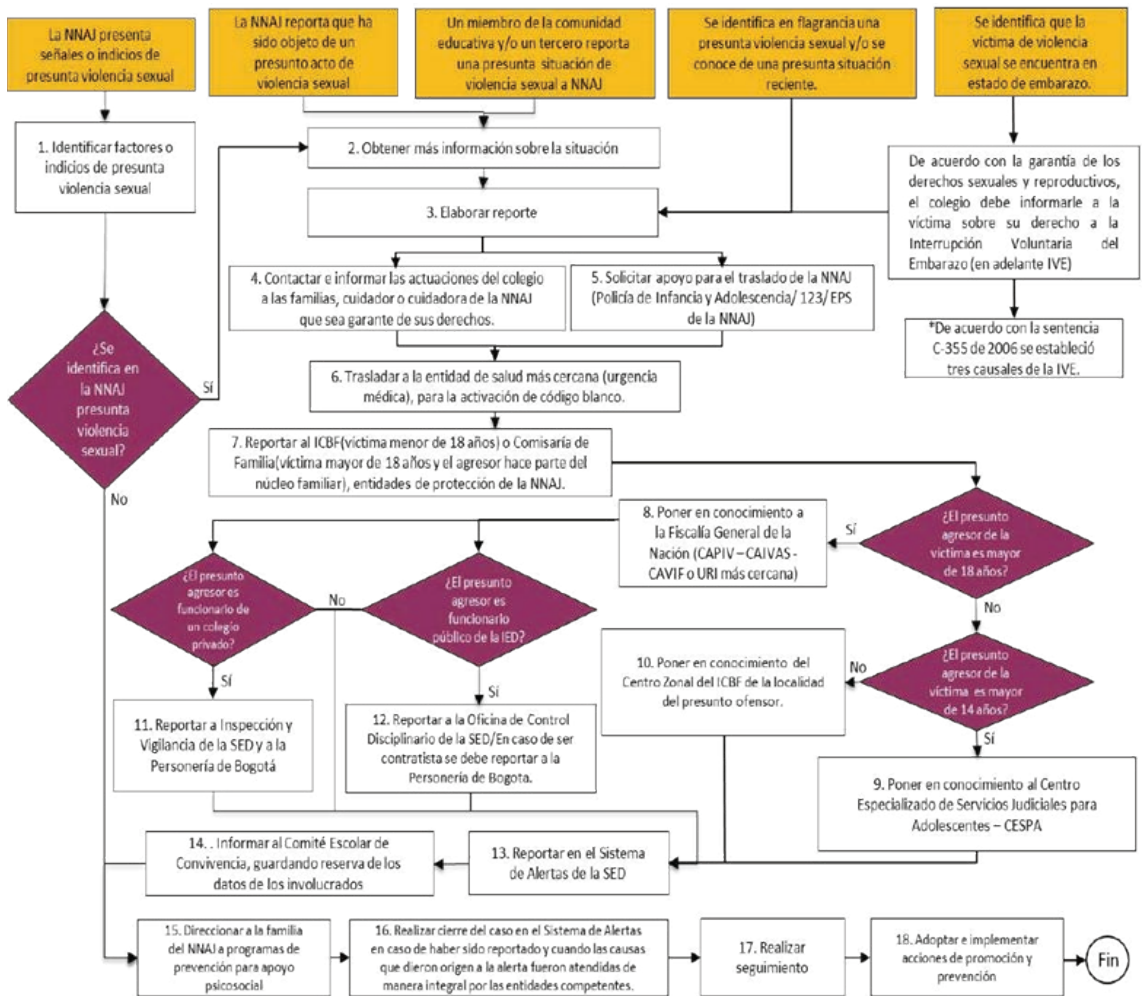 La NNAJ presenta
señales o indicios de
presunta violencia sexual
La NNAJ reporta que ha
sido objeto de un
presunto acto de
violencia sexual
Un miembro de la comunidad
educativa y/o un tercero reporta
una presunta situación de
violencia sexual a NNAJ
Se identifica en flagrancia una
presunta violencia sexual y/o se
conoce de una presunta situación
reciente.
Se identifica que la
víctima de violencia
sexual se encuentra en
estado de embarazo.
1. Identificar factores o
indicios de presunta
violencia sexual
2. Obtener más información sobre la situación
De acuerdo con la garantía de los
derechos sexuales y reproductivos,
el colegio debe informarle a la
víctima sobre su derecho a la
Interrupción Voluntaria del
Embarazo (en adelante IVE)
3. Elaborar reporte
4. Contactar e informar las actuaciones del colegio
a las familias, cuidador o cuidadora de la NNAJ
que sea garante de sus derechos.
5. Solicitar apoyo para el traslado de la NNAJ
(Policía de Infancia y Adolescencia/ 123/ EPS
de la NNAJ)
*De acuerdo con la sentencia
C-355 de 2006 se estableció
tres causales de la IVE.
¿Se
identifica en
la NNAJ
presunta
violencia
sexual?
Sí
No
6. Trasladar a la entidad de salud más cercana (urgencia
médica), para la activación de código blanco.
7. Reportar al ICBF(víctima menor de 18 años) o Comisaría de
Familia(víctima mayor de 18 años y el agresor hace parte del
núcleo familiar), entidades de protección de la NNAJ.
8. Poner en conocimiento a
la Fiscalía General de la
Nación (CAPIV – CAIVAS -
CAVIF o URI más cercana)
Sí
¿El presunto
agresor de la
víctima es mayor
de 18 años?
No
¿El presunto
agresor es
funcionario de
un colegio
privado?
No
¿El presunto
agresor es
funcionario
público de la IED?
Sí
Sí
10. Poner en conocimiento del
Centro Zonal del ICBF de la localidad
del presunto ofensor.
No
¿El presunto
agresor de la
víctima es mayor
de 14 años?
Sí
11. Reportar a Inspección y
Vigilancia de la SED y a la
Personería de Bogotá
12. Reportar a la Oficina de Control
Disciplinario de la SED/En caso de ser
contratista se debe reportar a la
Personería de Bogota.
9. Poner en conocimiento al Centro
Especializado de Servicios Judiciales para
Adolescentes – CESPA
14. . Informar al Comité Escolar de
Convivencia, guardando reserva de los
datos de los involucrados
13. Reportar en el Sistema
de Alertas de la SED
15. Direccionar a la familia
del NNAJ a programas de
prevención para apoyo
psicosocial
16. Realizar cierre del caso en el Sistema de Alertas
en caso de haber sido reportado y cuando las causas
que dieron origen a la alerta fueron atendidas de
manera integral por las entidades competentes.
17. Realizar
seguimiento
18. Adoptar e implementar
acciones de promoción y
prevención
Fin